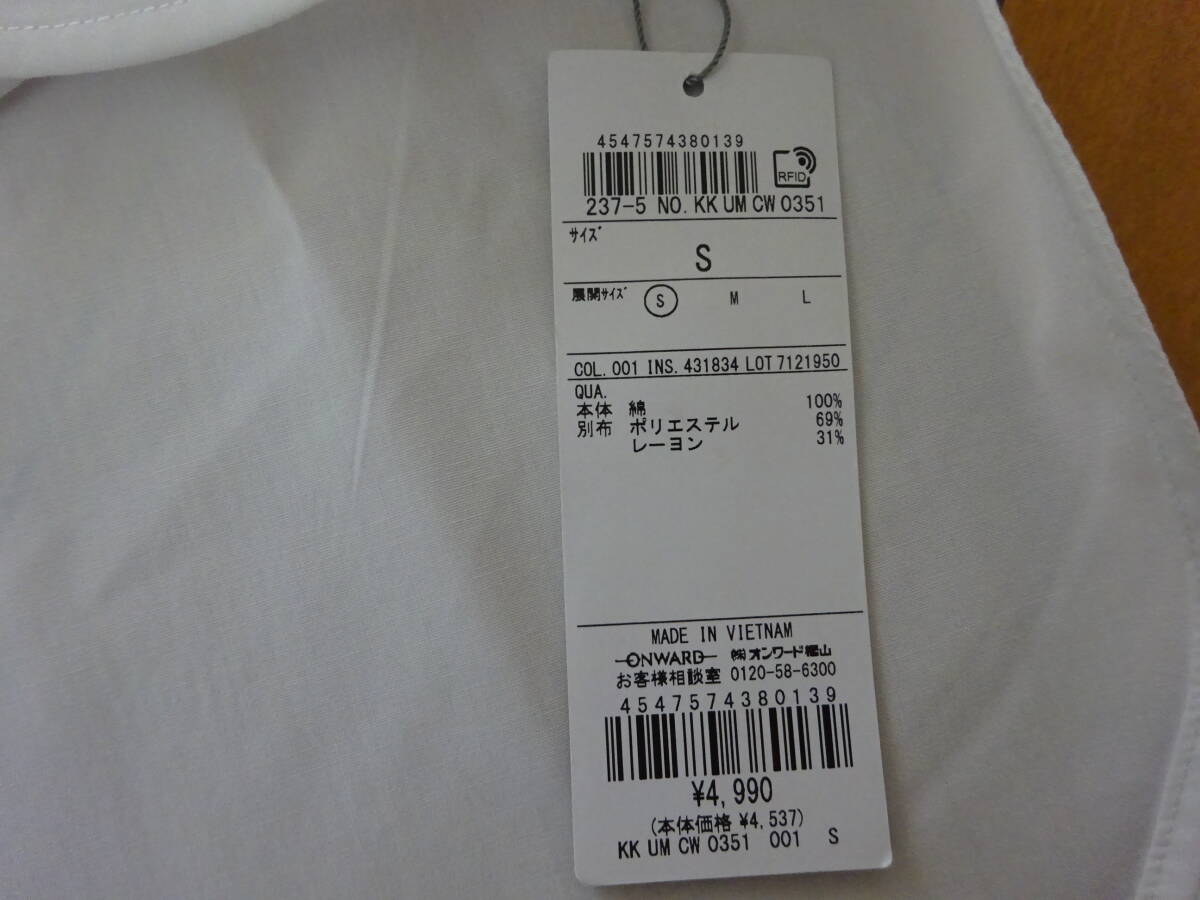 4547574380139
RFID
237-5 NO. KK UM CW 0351
サイズ
S
展開サイズ S M L
COL. 001 INS. 431834 LOT 7121950
QUA.
本体 綿 100%
別布 ポリエステル 69%
レーヨン 31%
MADE IN VIETNAM
ONWARD ㈱オンワード樫山
お客様相談室 0120-58-6300
4547574380139
¥4,990
(本体価格 ¥4,537)
KK UM CW 0351 001 S